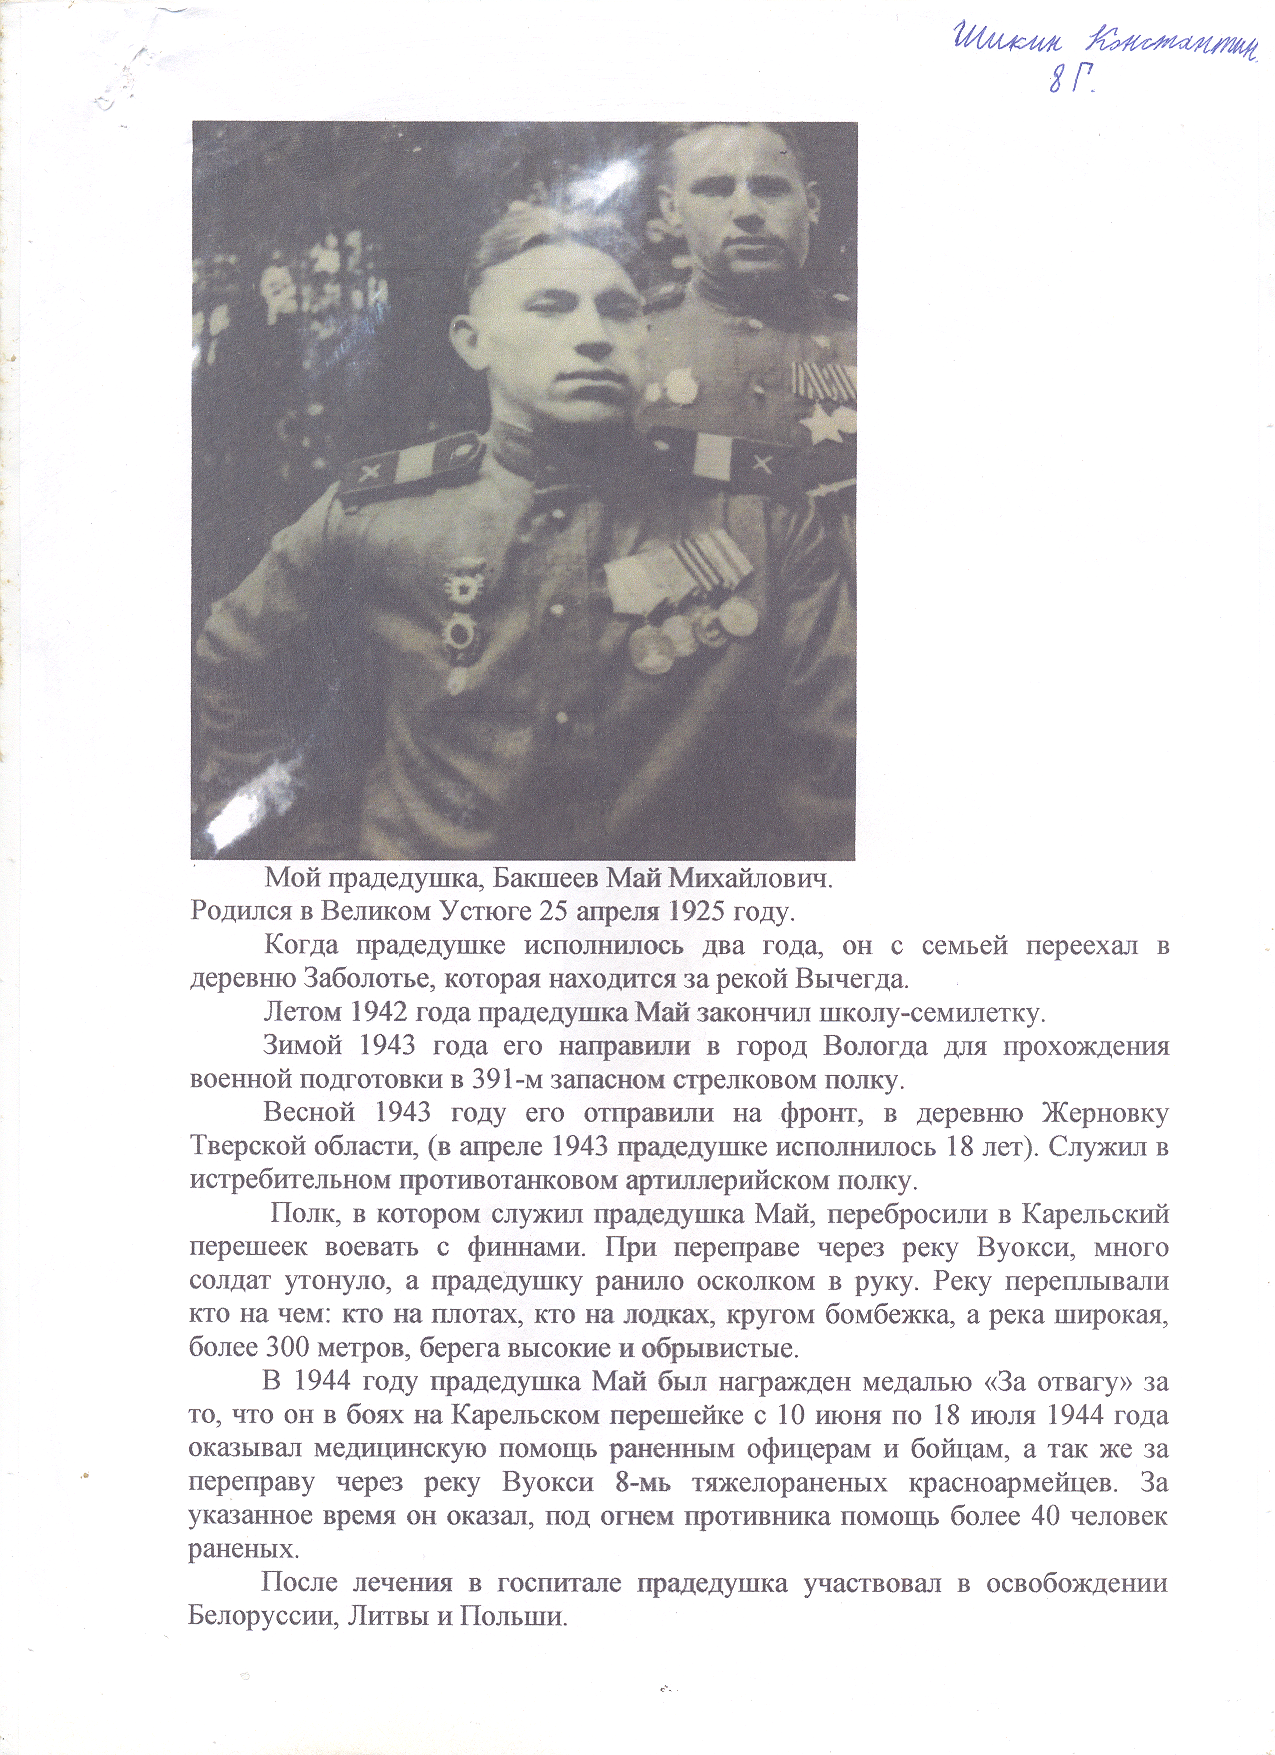 Шикин Константин.
8 Г.
Мой прадедушка, Бакшеев Май Михайлович.
Родился в Великом Устюге 25 апреля 1925 году.
Когда прадедушке исполнилось два года, он с семьей переехал в
деревню Заболотье, которая находится за рекой Вычегда.
Летом 1942 года прадедушка Май закончил школу-семилетку.
Зимой 1943 года его направили в город Вологда для прохождения
военной подготовки в 391-м запасном стрелковом полку.
Весной 1943 году его отправили на фронт, в деревню Жерновку
Тверской области, (в апреле 1943 прадедушке исполнилось 18 лет). Служил в
истребительном противотанковом артиллерийском полку.
Полк, в котором служил прадедушка Май, перебросили в Карельский
перешеек воевать с финнами. При переправе через реку Вуокси, много
солдат утонуло, а прадедушку ранило осколком в руку. Реку переплывали
кто на чем: кто на плотах, кто на лодках, кругом бомбежка, а река широкая,
более 300 метров, берега высокие и обрывистые.
В 1944 году прадедушка Май был награжден медалью «За отвагу» за
то, что он в боях на Карельском перешейке с 10 июня по 18 июля 1944 года
оказывал медицинскую помощь раненным офицерам и бойцам, а так же за
переправу через реку Вуокси 8-мь тяжелораненых красноармейцев. За
указанное время он оказал, под огнем противника помощь более 40 человек
раненых.
После лечения в госпитале прадедушка участвовал в освобождении
Белоруссии, Литвы и Польши.